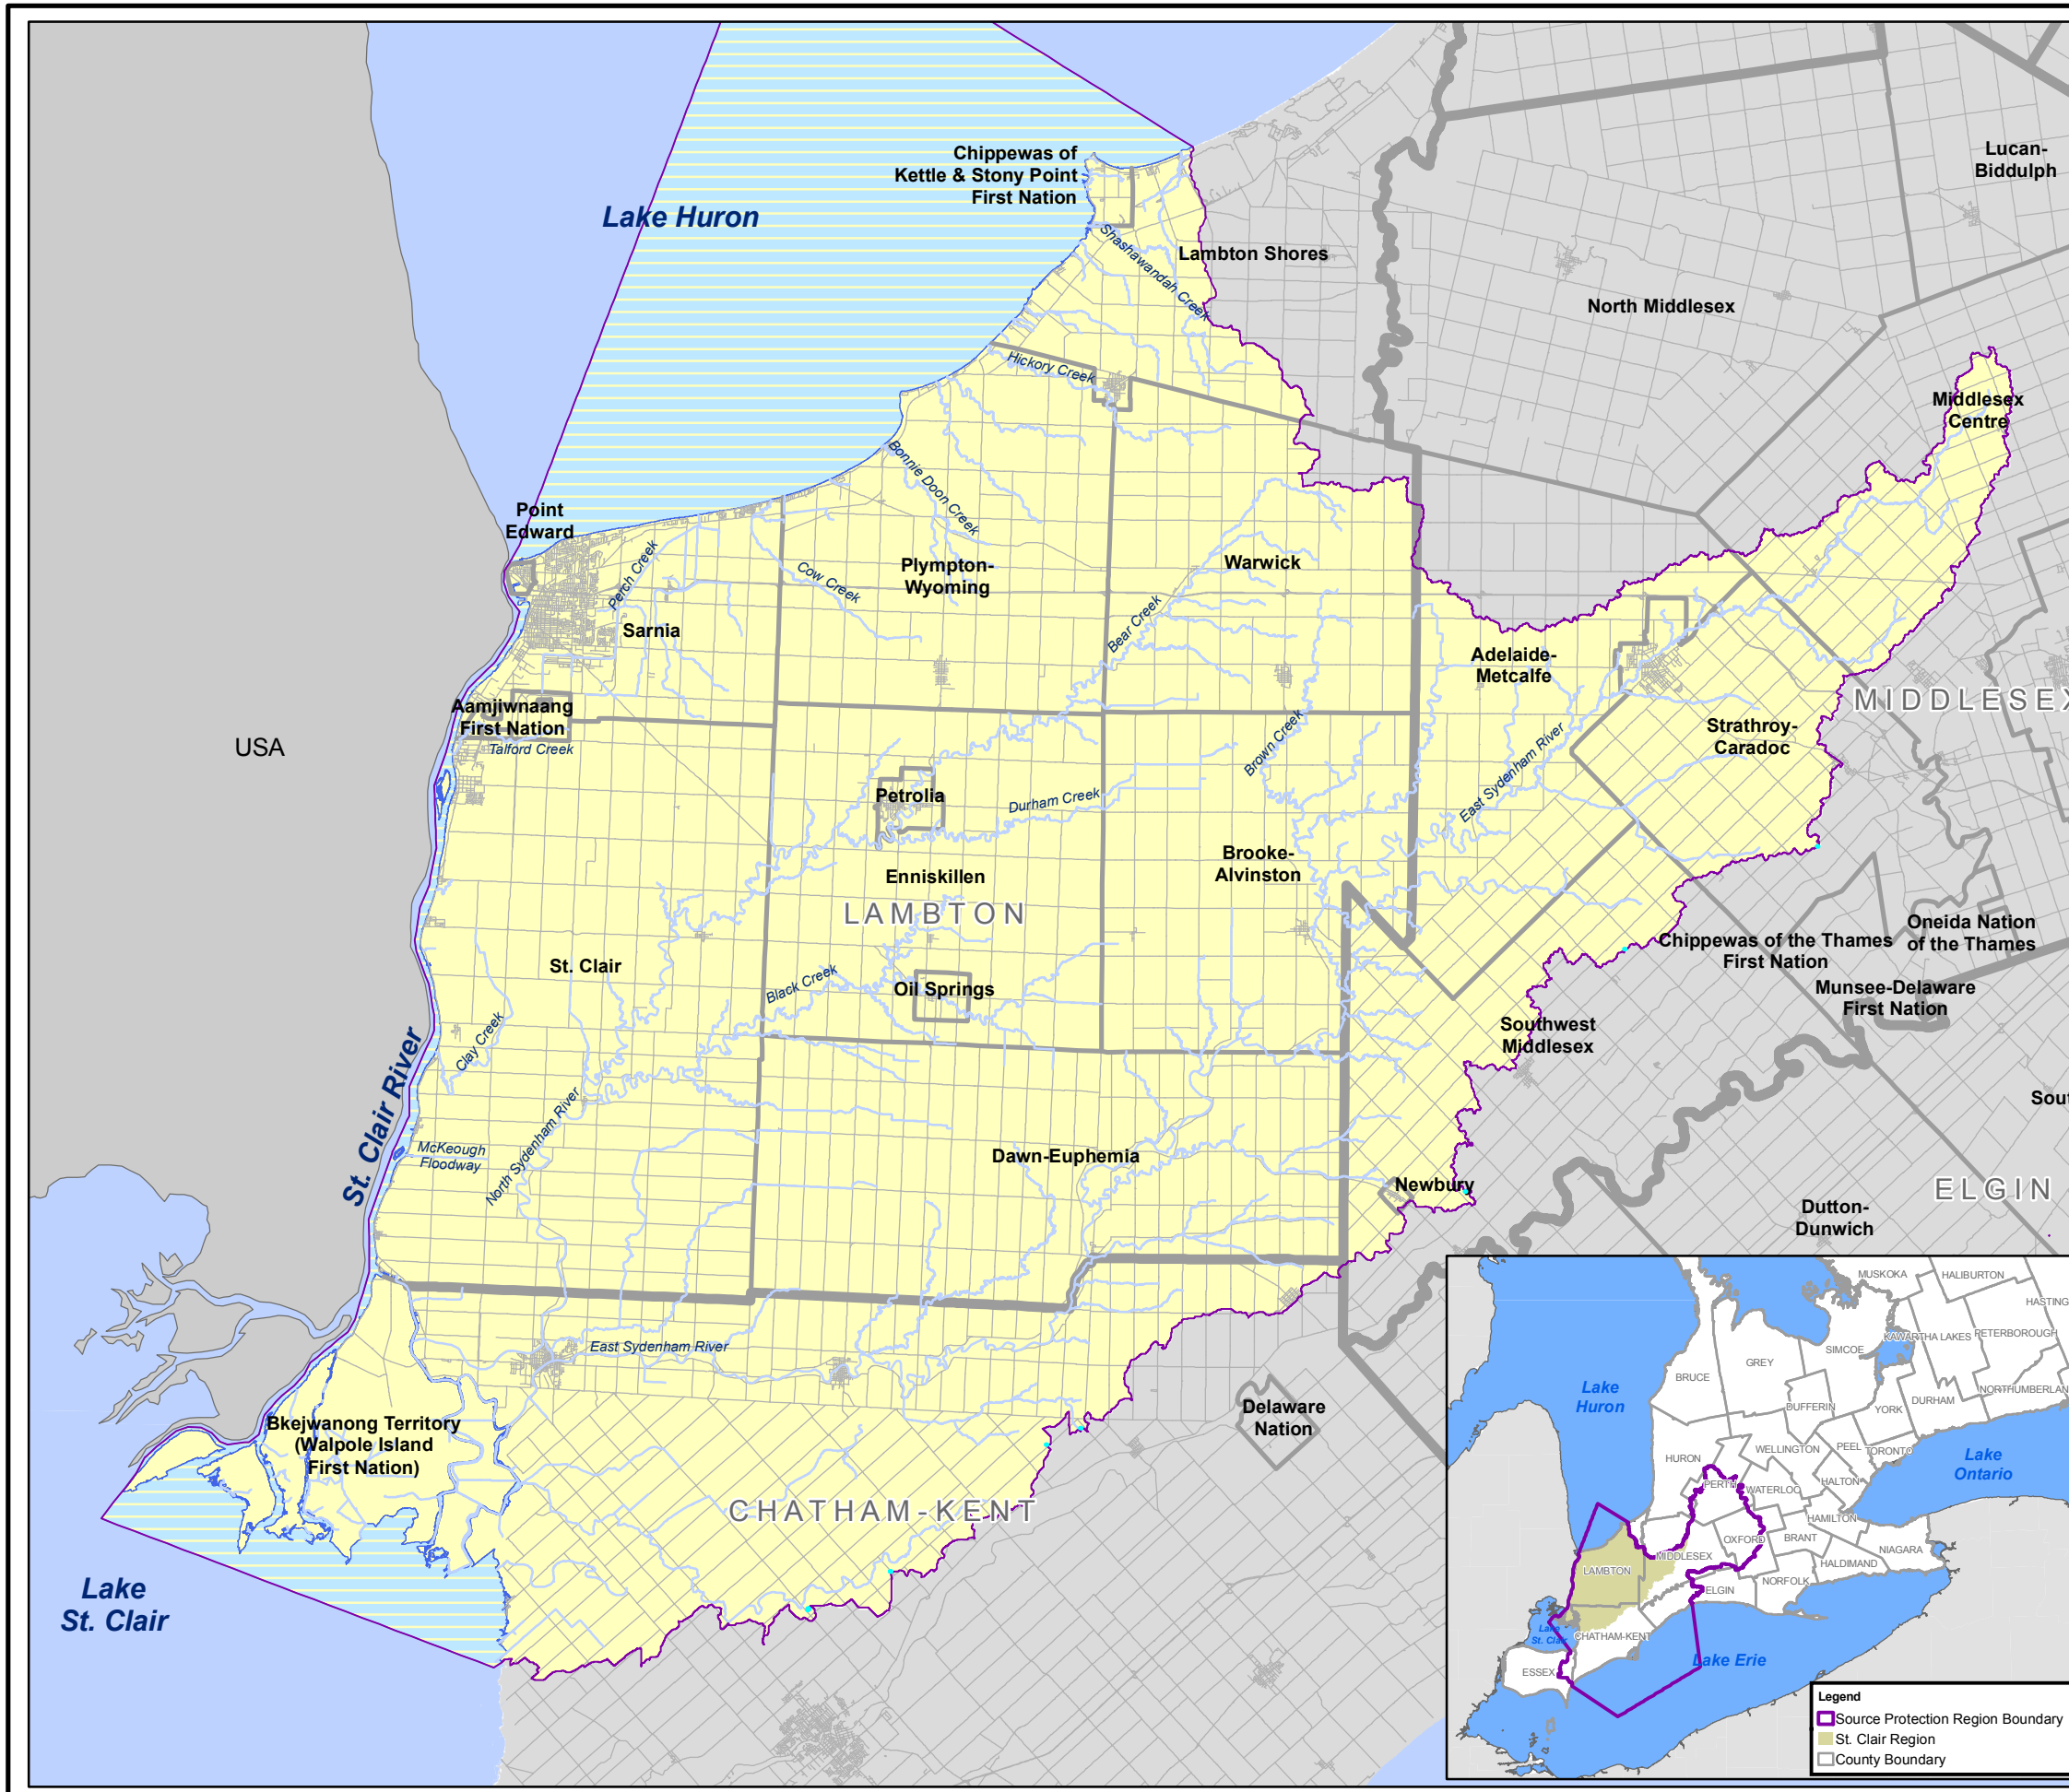 Chippewas of
Kettle & Stony Point
First Nation
Lucan-
Biddulph
Lake Huron
Shashawandah Creek
Lambton Shores
North Middlesex
Hickory Creek
Middlesex
Centre
Bonnie Doon Creek
Point
Edward
Perch Creek
Cow Creek
Plympton-
Wyoming
Warwick
Bear Creek
Sarnia
Adelaide-
Metcalfe
Aamjiwnaang
First Nation
Talford Creek
USA
MIDDLESEX
Strathroy-
Caradoc
Brown Creek
East Sydenham River
Petrolia
Durham Creek
Brooke-
Alvinston
Enniskillen
LAMBTON
St. Clair
Black Creek
Oil Springs
Oneida Nation
of the Thames
Chippewas of the Thames
First Nation
Munsee-Delaware
First Nation
Southwest
Middlesex
Clay Creek
St. Clair River
North Sydenham River
McKeough
Floodway
Sout
Dawn-Euphemia
Newbury
ELGIN
Dutton-
Dunwich
East Sydenham River
Delaware
Nation
Bkejwanong Territory
(Walpole Island
First Nation)
CHATHAM-KENT
Lake
St. Clair
MUSKOKA
HALIBURTON
HASTING
KAWARTHA LAKES
PETERBOROUGH
SIMCOE
GREY
BRUCE
NORTHUMBERLAN
DURHAM
YORK
DUFFERIN
Lake
Huron
WELLINGTON
PEEL
TORONTO
HURON
Lake
Ontario
PERTH
WATERLOO
HALTON
HAMILTON
OXFORD
BRANT
NIAGARA
MIDDLESEX
HALDIMAND
LAMBTON
NORFOLK
ELGIN
Lake
St. Clair
CHATHAM-KENT
Lake Erie
ESSEX
Legend
Source Protection Region Boundary
St. Clair Region
County Boundary